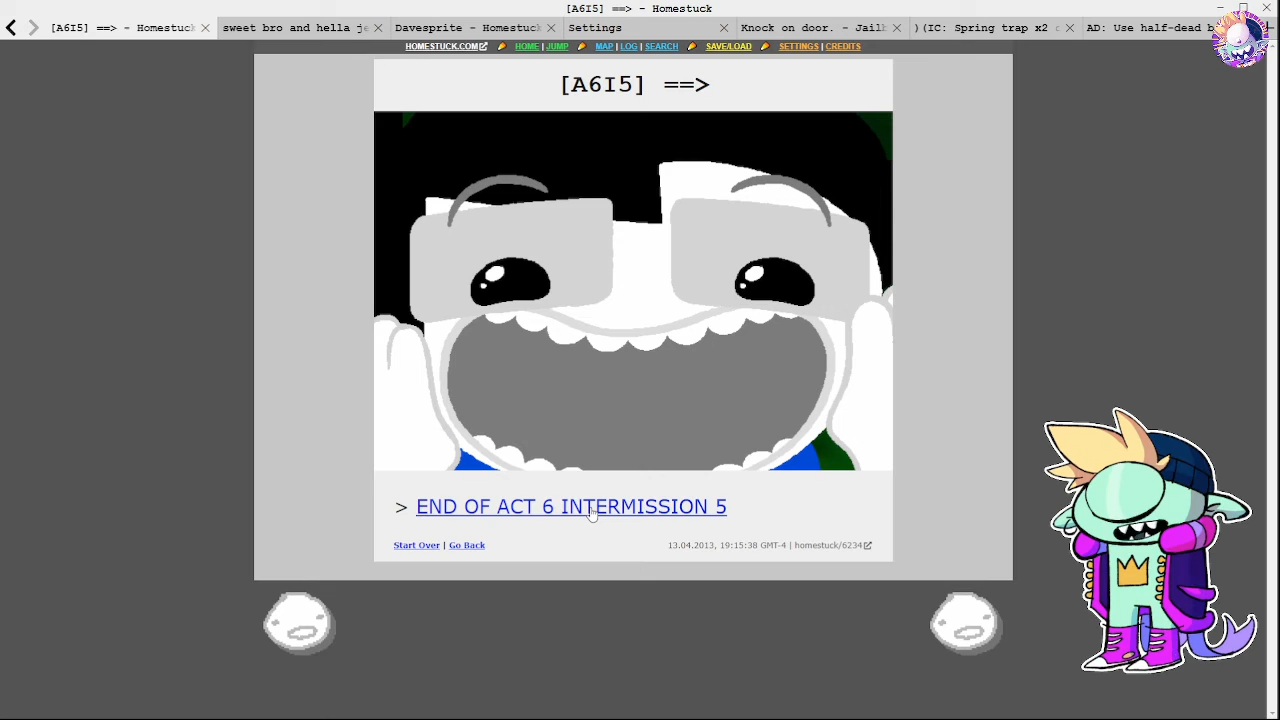 [A6I5] ==> - Homestuck
[A6I5] ==> - Homestuck
sweet bro and hella je
Davesprite - Homestuck
Settings
Knock on door. - Jailb
)(IC: Spring trap x2 c
AD: Use half-dead b
HOMESTUCK.COM
HOME | JUMP
MAP | LOG | SEARCH
SAVE/LOAD
SETTINGS | CREDITS
[A6I5] ==>
> END OF ACT 6 INTERMISSION 5
Start Over | Go Back
13.04.2013, 19:15:38 GMT-4 | homestuck/6234